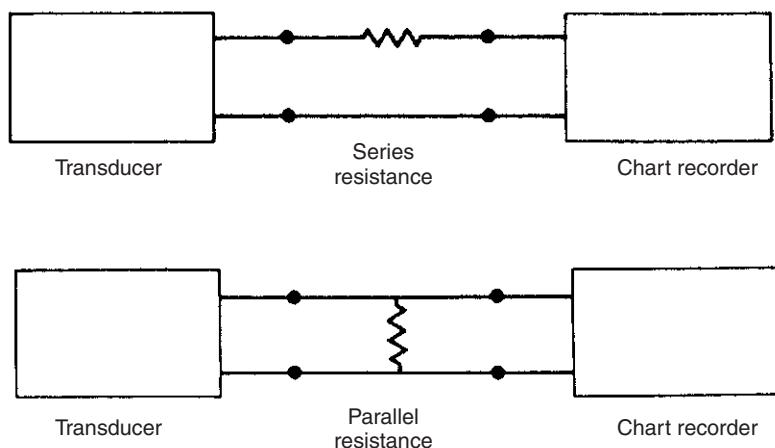 Transducer
Series
resistance
Chart recorder
Transducer
Parallel
resistance
Chart recorder